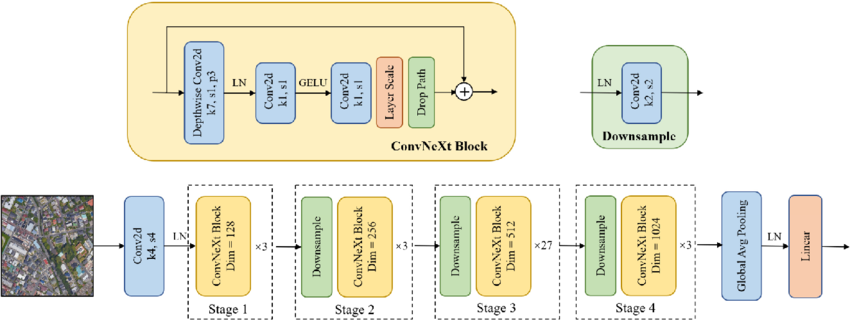 Depthwise Conv2d
k7, s1, p3
LN
Conv2d
k1, s1
GELU
Conv2d
k1, s1
Layer Scale
Drop Path
ConvNeXt Block
LN
Conv2d
k2, s2
Downsample
Conv2d
k4, s4
LN
ConvNeXt Block
Dim = 128
×3
Stage 1
Downsample
ConvNeXt Block
Dim = 256
×3
Stage 2
Downsample
ConvNeXt Block
Dim = 512
×27
Stage 3
Downsample
ConvNeXt Block
Dim = 1024
×3
Stage 4
Global Avg Pooling
LN
Linear